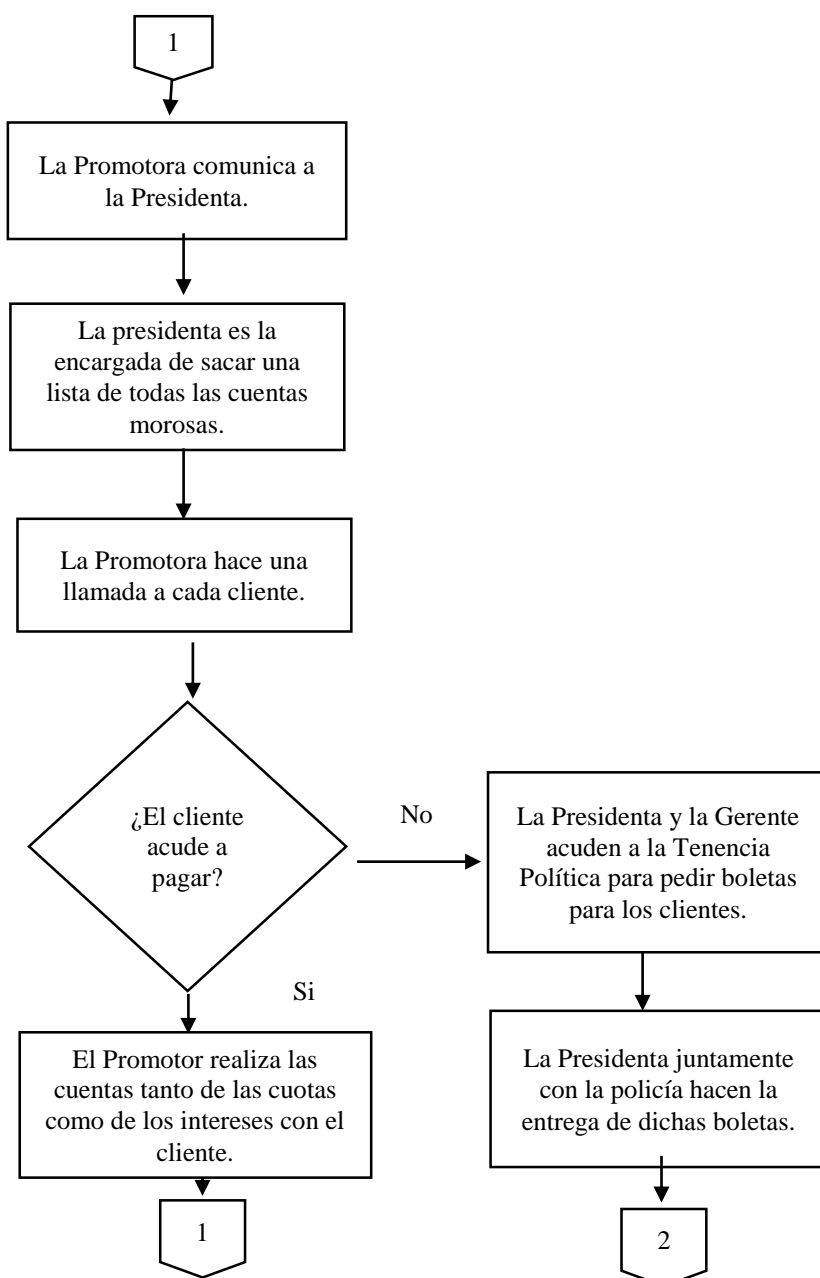 1
La Promotora comunica a
la Presidenta.
La presidenta es la
encargada de sacar una
lista de todas las cuentas
morosas.
La Promotora hace una
llamada a cada cliente.
¿El cliente
acude a
pagar?
No
La Presidenta y la Gerente
acuden a la Tenencia
Política para pedir boletas
para los clientes.
Si
El Promotor realiza las
cuentas tanto de las cuotas
como de los intereses con el
cliente.
La Presidenta juntamente
con la policía hacen la
entrega de dichas boletas.
1
2